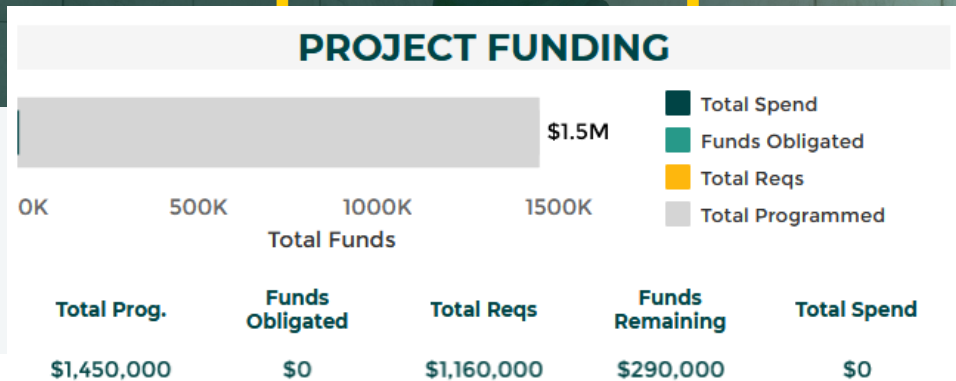 PROJECT FUNDING
$1.5M
Total Spend
Funds Obligated
Total Reqs
Total Programmed
0K 500K 1000K 1500K
Total Funds
Total Prog. Funds Obligated Total Reqs Funds Remaining Total Spend
$1,450,000 $0 $1,160,000 $290,000 $0